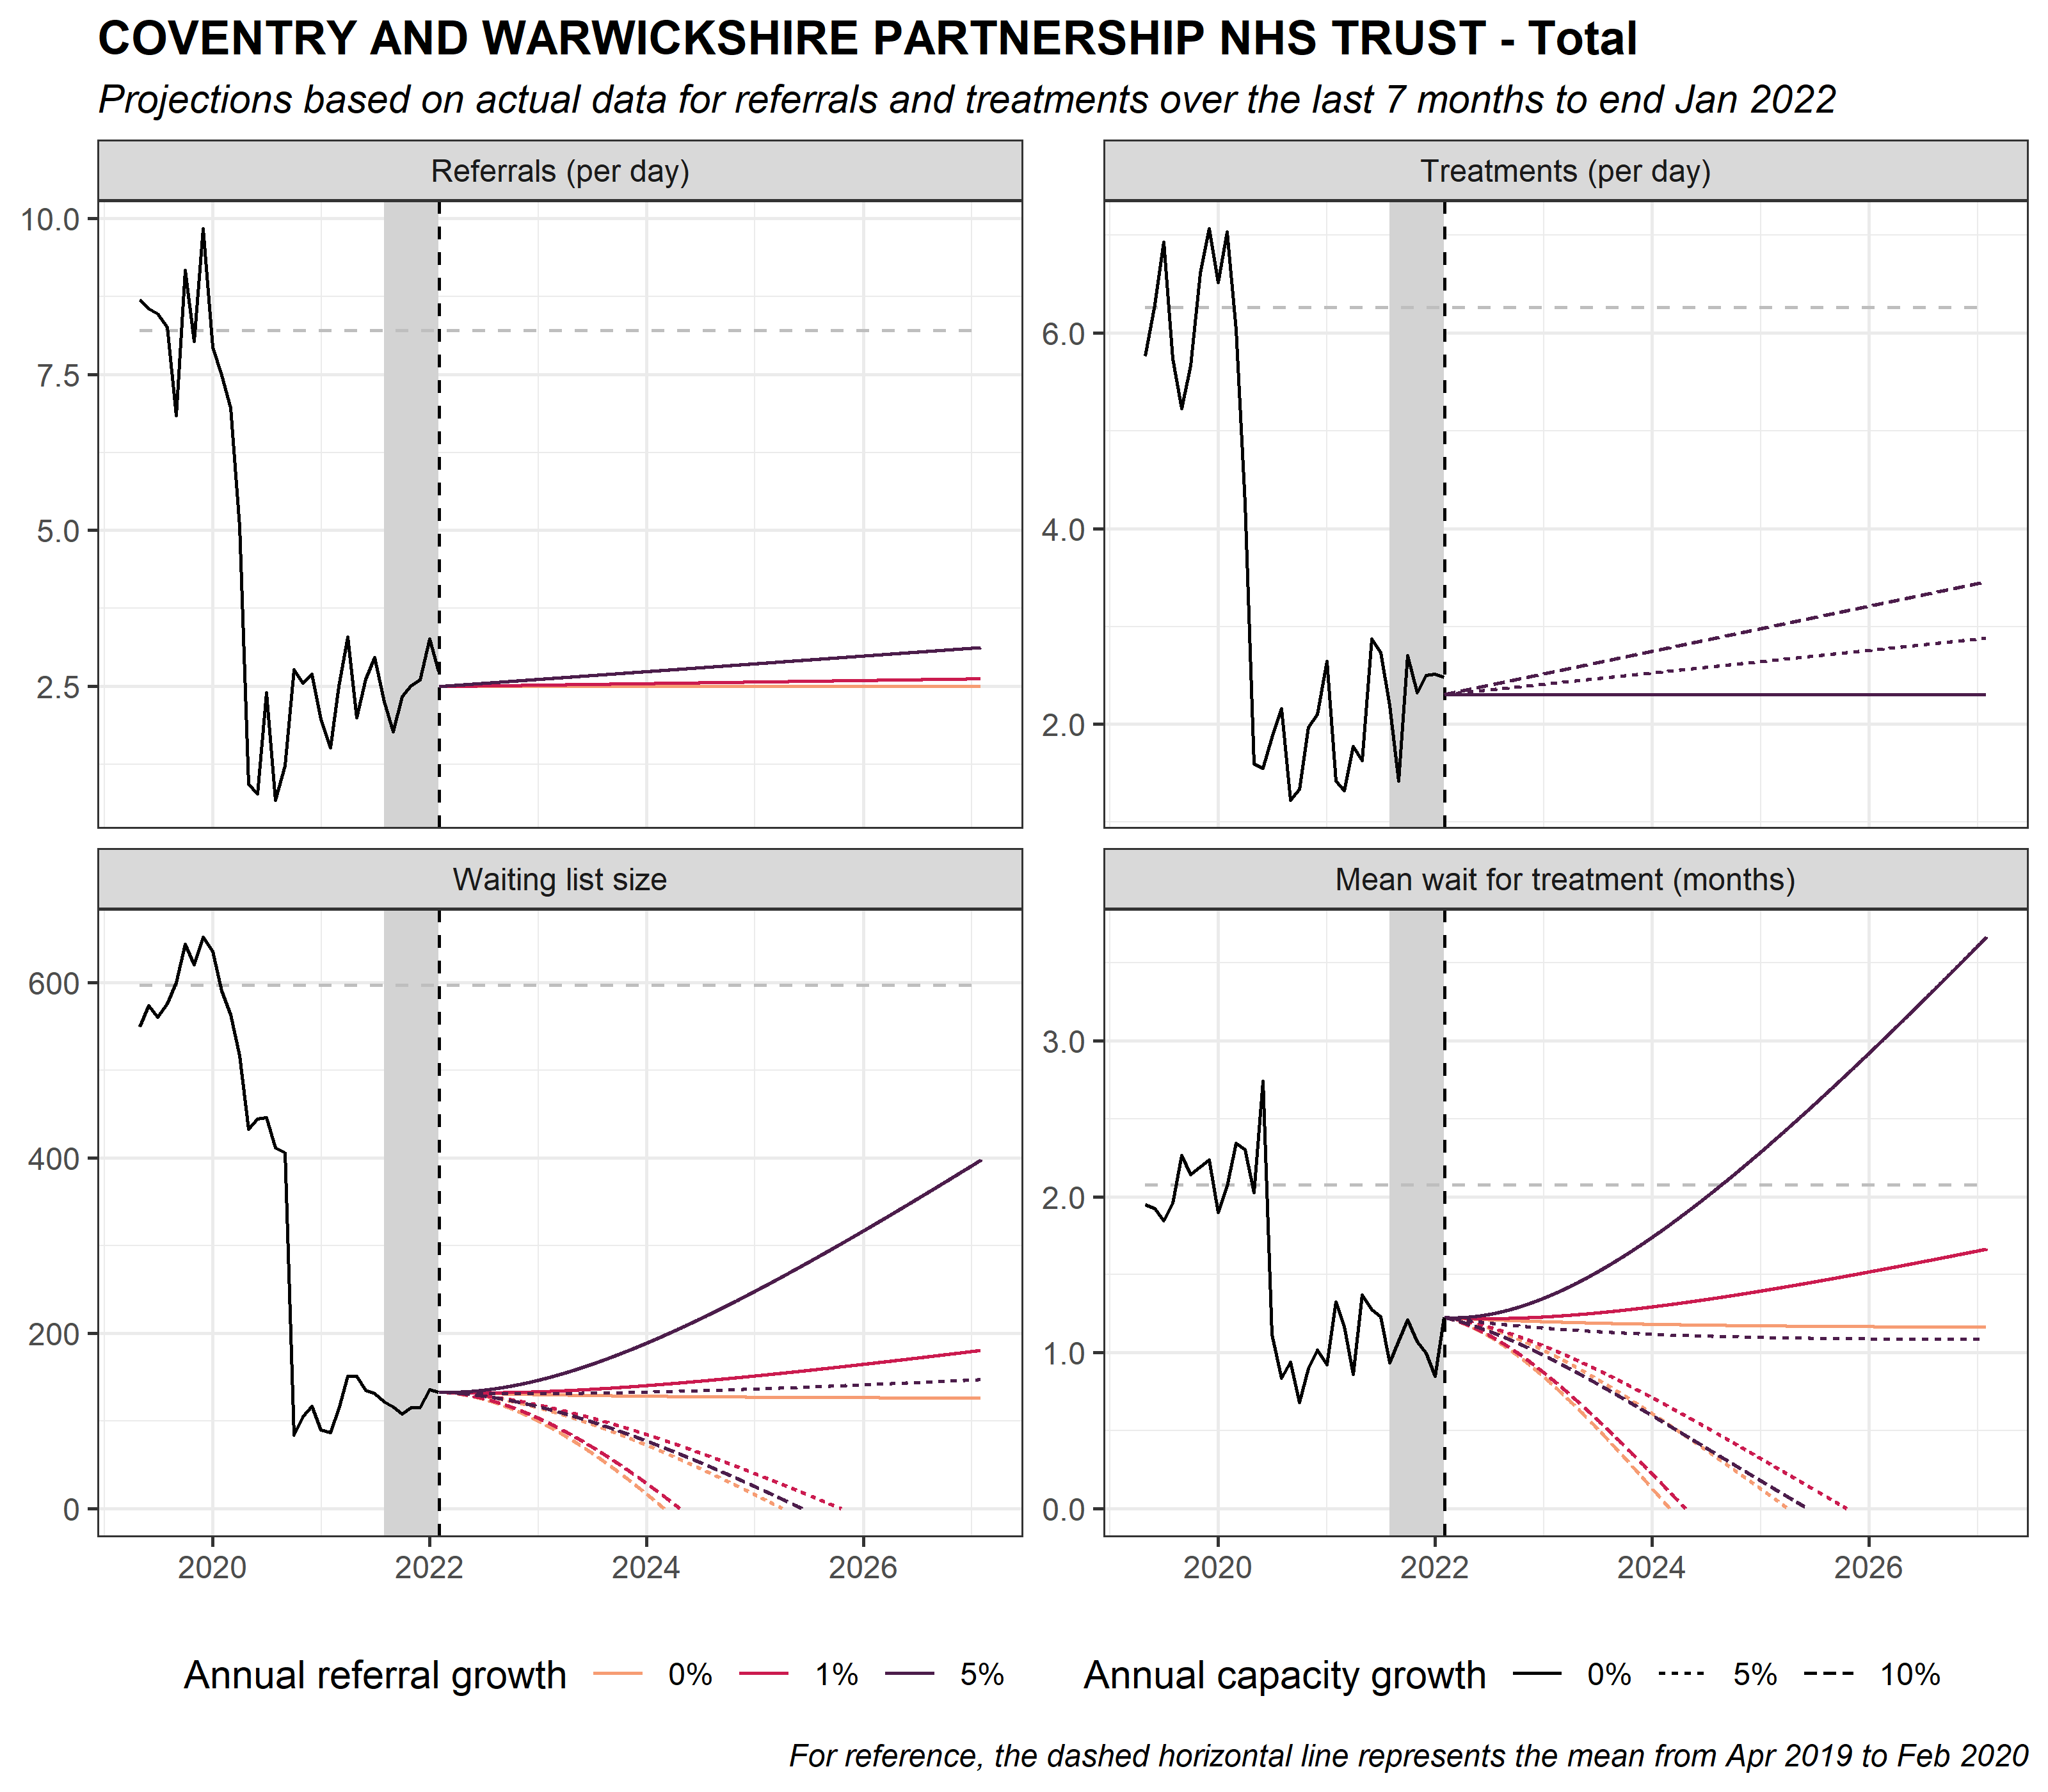 COVENTRY AND WARWICKSHIRE PARTNERSHIP NHS TRUST - Total
Projections based on actual data for referrals and treatments over the last 7 months to end Jan 2022
Referrals (per day)
10.0
7.5
5.0
2.5
Treatments (per day)
6.0
4.0
2.0
Waiting list size
600
400
200
0
2020 2022 2024 2026
Mean wait for treatment (months)
3.0
2.0
1.0
0.0
2020 2022 2024 2026
Annual referral growth 0% 1% 5% Annual capacity growth 0% 5% 10%
For reference, the dashed horizontal line represents the mean from Apr 2019 to Feb 2020